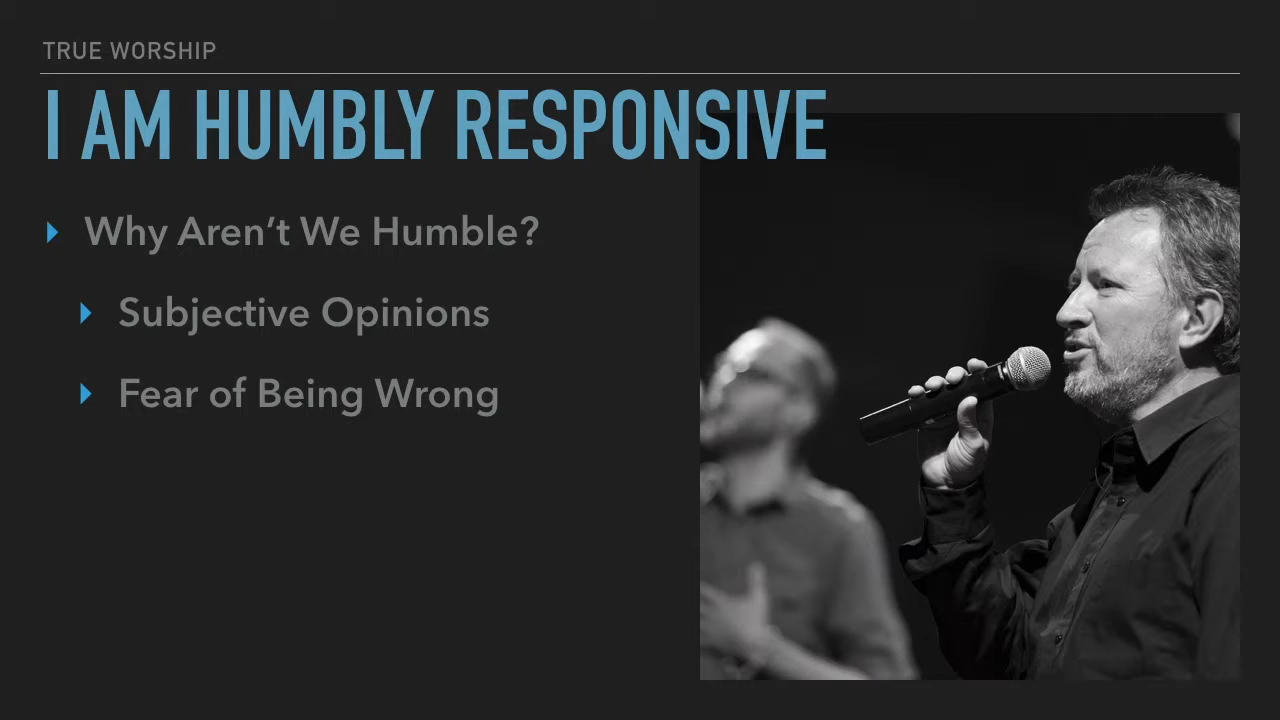 TRUE WORSHIP
I AM HUMBLY RESPONSIVE
Why Aren’t We Humble?
Subjective Opinions
Fear of Being Wrong